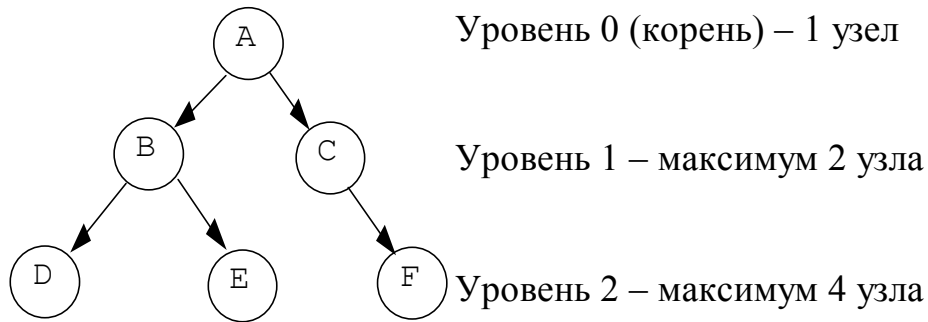 A
Уровень 0 (корень) – 1 узел
B
C
Уровень 1 – максимум 2 узла
D
E
F
Уровень 2 – максимум 4 узла